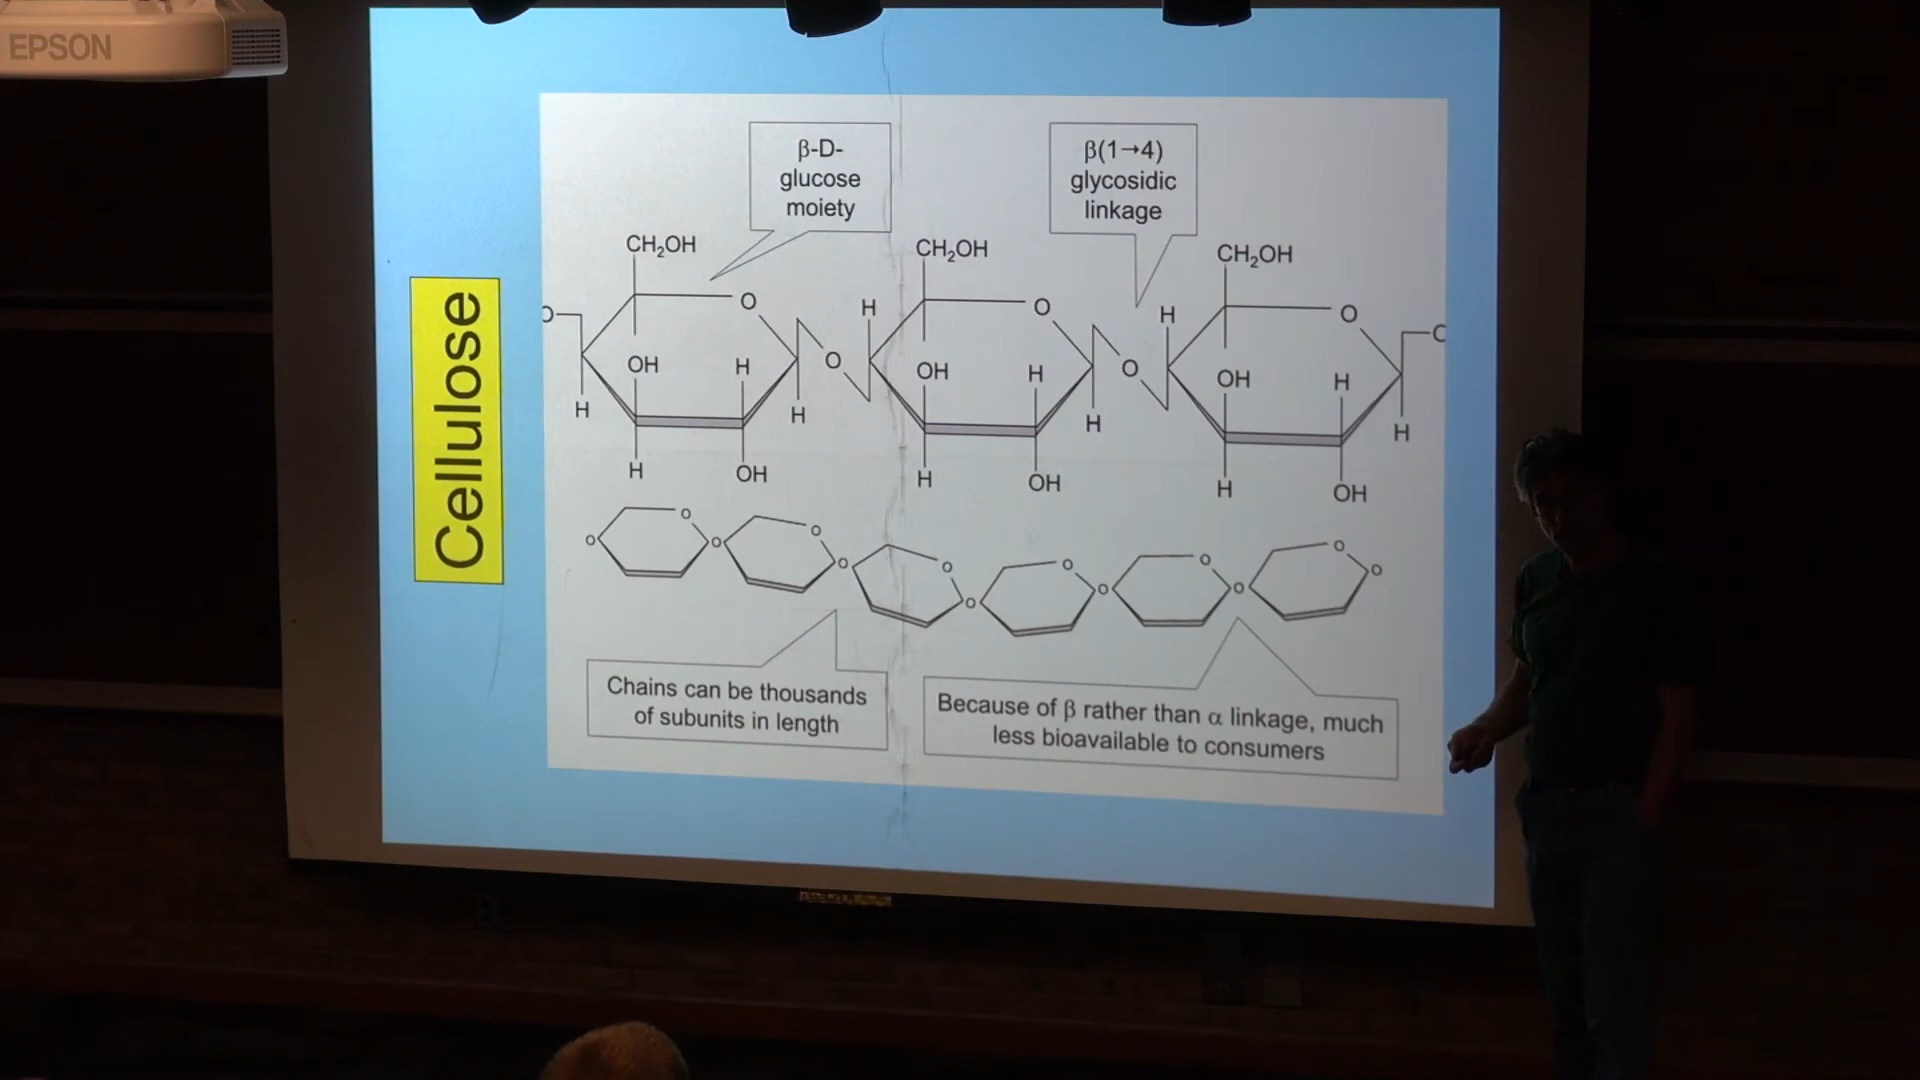 EPSON
Cellulose
β-D-
glucose
moiety
β(1→4)
glycosidic
linkage
CH₂OH
CH₂OH
CH₂OH
O
O
H
O
H
O
O
OH
H
O
OH
H
O
OH
H
H
H
H
H
H
OH
H
OH
H
OH
O
O
O
O
O
O
O
O
O
O
O
O
O
Chains can be thousands
of subunits in length
Because of β rather than α linkage, much
less bioavailable to consumers